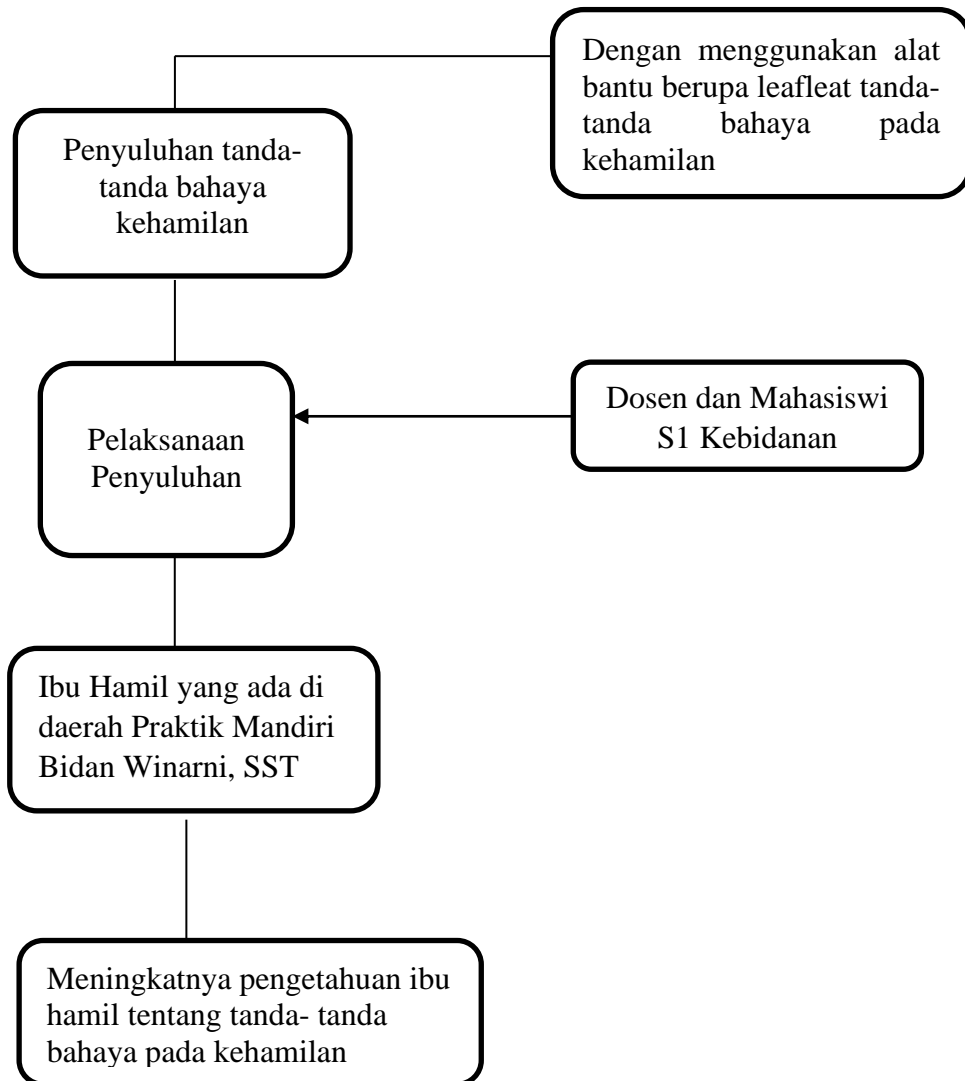 Dengan menggunakan alat
bantu berupa leafleat tanda-
tanda bahaya pada
kehamilan
Penyuluhan tanda-
tanda bahaya
kehamilan
Pelaksanaan
Penyuluhan
Dosen dan Mahasiswi
S1 Kebidanan
Ibu Hamil yang ada di
daerah Praktik Mandiri
Bidan Winarni, SST
Meningkatnya pengetahuan ibu
hamil tentang tanda- tanda
bahaya pada kehamilan